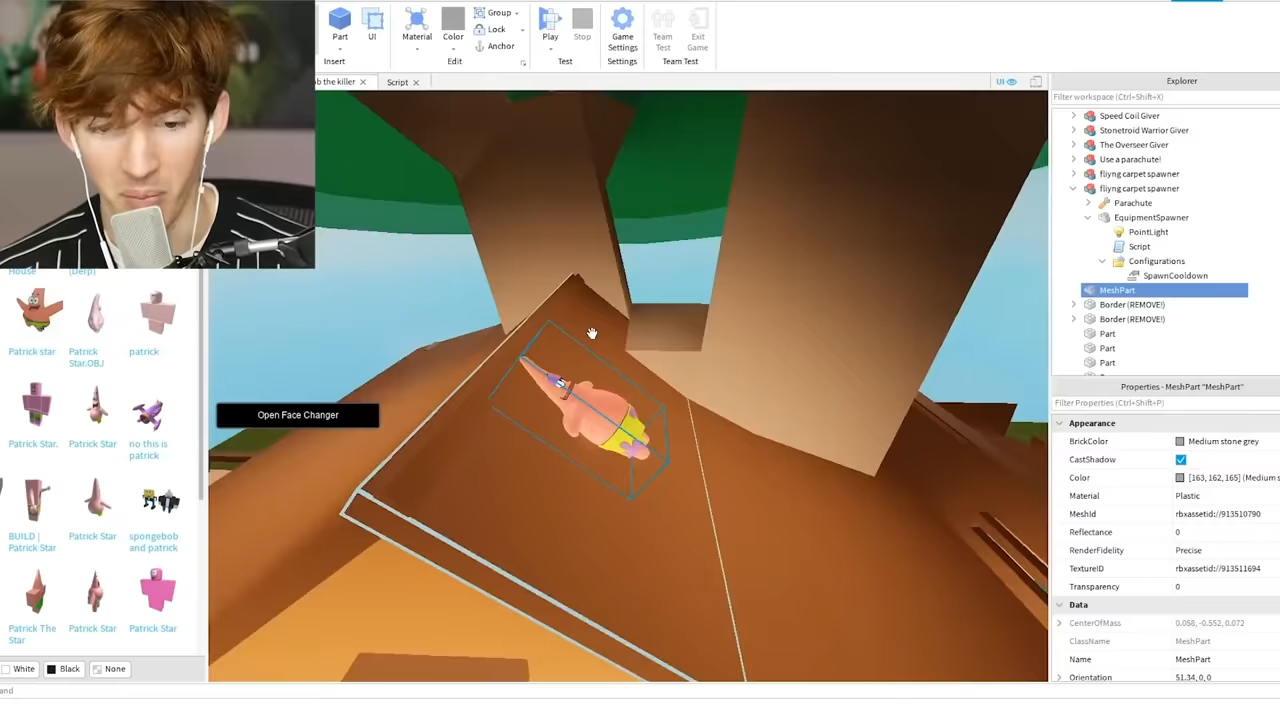 Part
UI
Material
Color
Group
Lock
Anchor
Play
Stop
Game
Settings
Team
Test
Exit
Game
Insert
Edit
Test
Settings
Team Test
ob the killer
Script
UI
Explorer
Filter workspace (Ctrl+Shift+X)
Speed Coil Giver
Stonetroid Warrior Giver
The Overseer Giver
Use a parachute!
fliyng carpet spawner
fliyng carpet spawner
Parachute
EquipmentSpawner
PointLight
Script
Configurations
SpawnCooldown
MeshPart
Border (REMOVE!)
Border (REMOVE!)
Part
Part
Part
Properties - MeshPart "MeshPart"
Filter Properties (Ctrl+Shift+P)
Appearance
BrickColor
Medium stone grey
CastShadow
Color
[163, 162, 165] (Medium s
Material
Plastic
MeshId
rbxassetid://913510790
Reflectance
0
RenderFidelity
Precise
TextureID
rbxassetid://913511694
Transparency
0
Data
CenterOfMass
0.058, -0.552, 0.072
ClassName
MeshPart
Name
MeshPart
Orientation
51.34, 0, 0
House
(Derp)
Patrick star
Patrick
Star.OBJ
patrick
Patrick Star.
Patrick Star
no this is
patrick
BUILD |
Patrick Star
Patrick Star
spongebob
and patrick
Patrick The
Star
Patrick Star
Patrick Star
White
Black
None
and
Open Face Changer